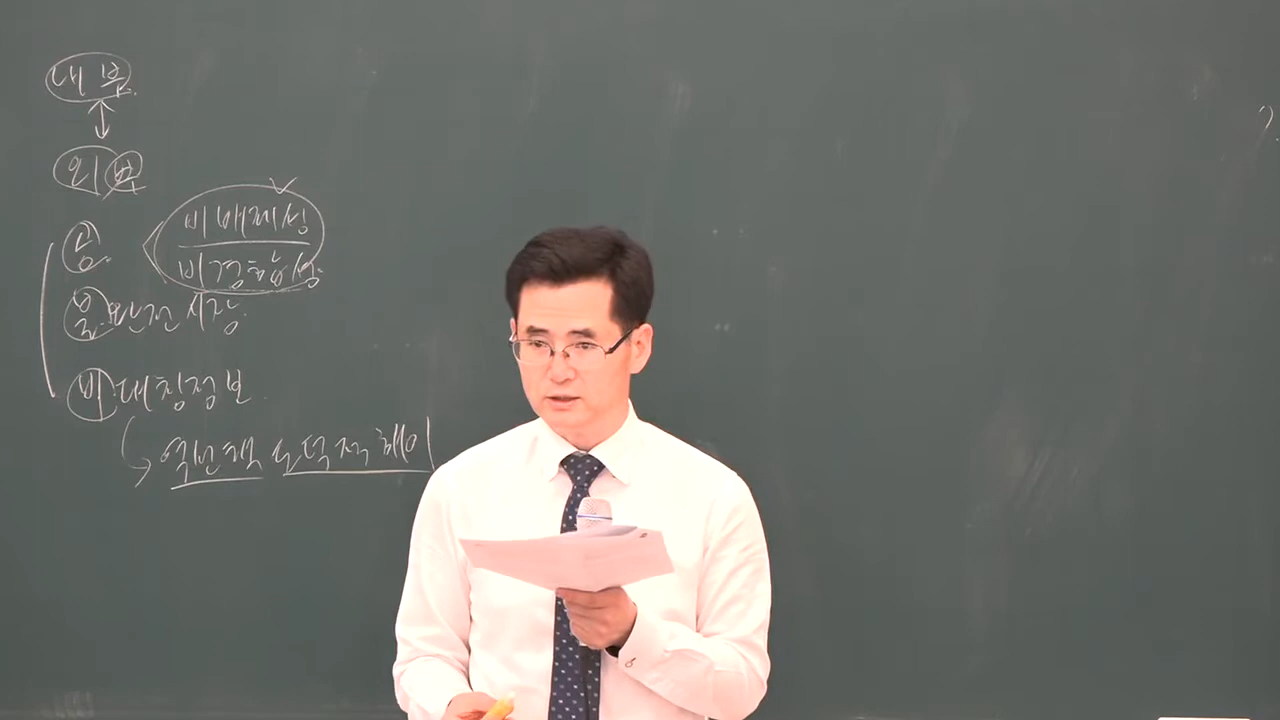 내부
외부
공.
비배제성
비경합성
불완전시장
비대칭정보
역선택 도덕적 해이